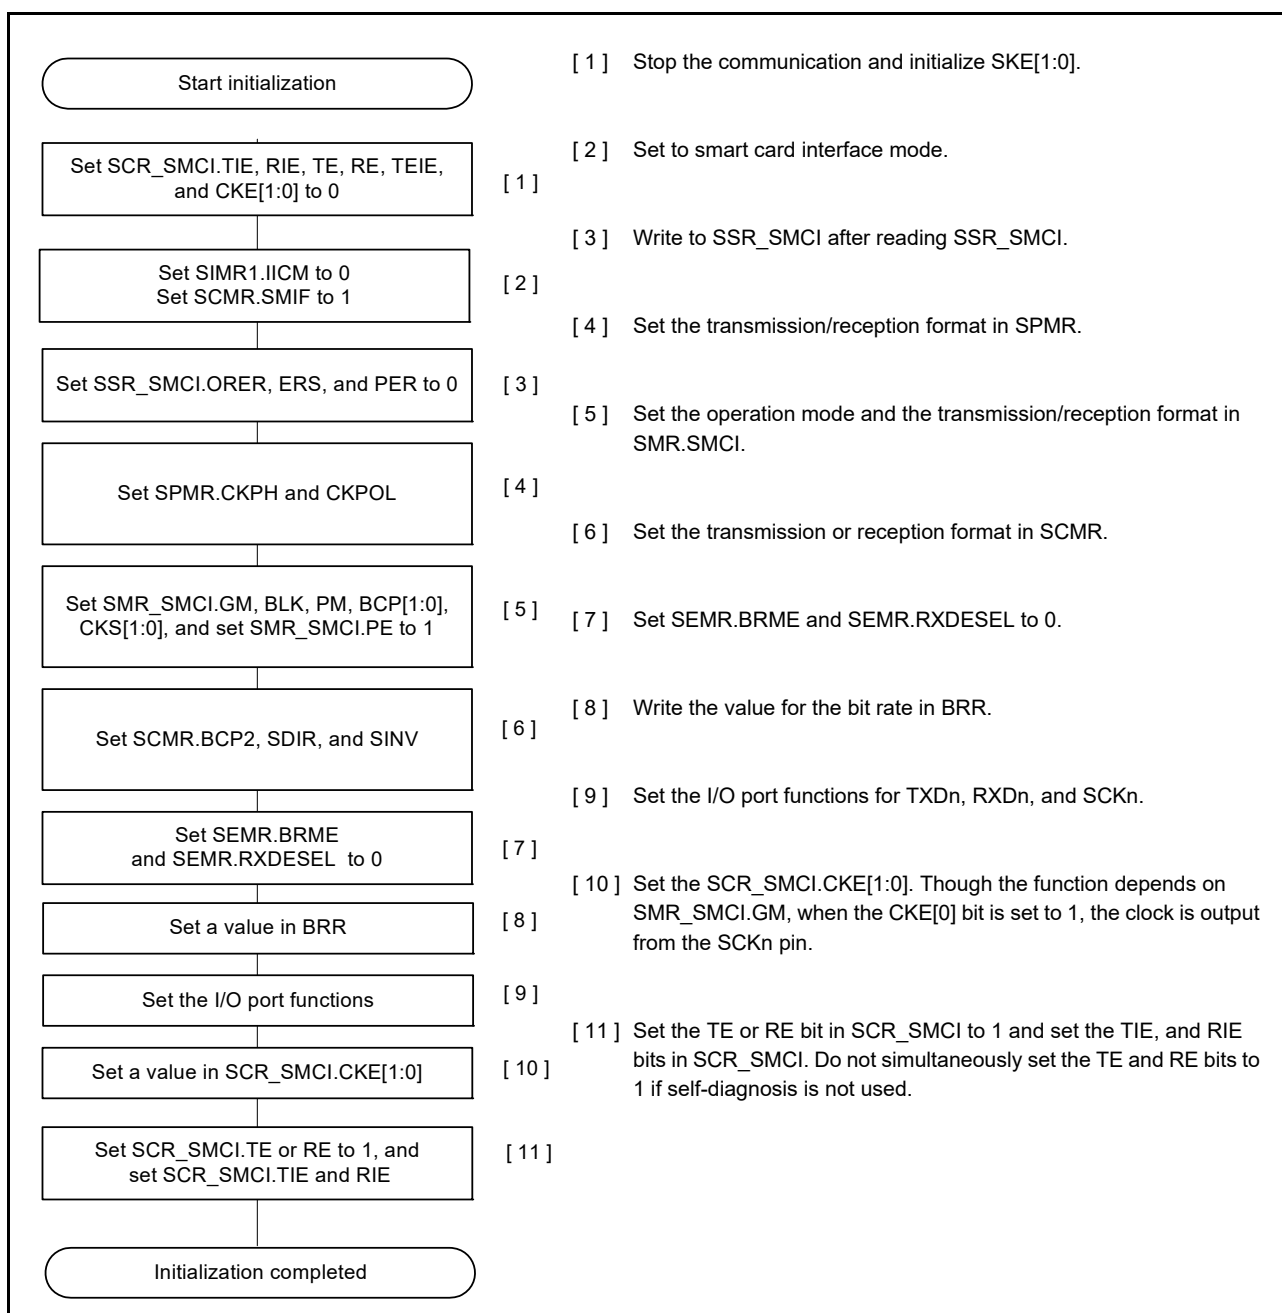 Start initialization
Set SCR_SMCI.TIE, RIE, TE, RE, TEIE,
and CKE[1:0] to 0
[ 1 ]
Set SIMR1.IICM to 0
Set SCMR.SMIF to 1
[ 2 ]
Set SSR_SMCI.ORER, ERS, and PER to 0
[ 3 ]
Set SPMR.CKPH and CKPOL
[ 4 ]
Set SMR_SMCI.GM, BLK, PM, BCP[1:0],
CKS[1:0], and set SMR_SMCI.PE to 1
[ 5 ]
Set SCMR.BCP2, SDIR, and SINV
[ 6 ]
Set SEMR.BRME
and SEMR.RXDESEL to 0
[ 7 ]
Set a value in BRR
[ 8 ]
Set the I/O port functions
[ 9 ]
Set a value in SCR_SMCI.CKE[1:0]
[ 10 ]
Set SCR_SMCI.TE or RE to 1, and
set SCR_SMCI.TIE and RIE
[ 11 ]
Initialization completed
[ 1 ] Stop the communication and initialize SKE[1:0].
[ 2 ] Set to smart card interface mode.
[ 3 ] Write to SSR_SMCI after reading SSR_SMCI.
[ 4 ] Set the transmission/reception format in SPMR.
[ 5 ] Set the operation mode and the transmission/reception format in
SMR.SMCI.
[ 6 ] Set the transmission or reception format in SCMR.
[ 7 ] Set SEMR.BRME and SEMR.RXDESEL to 0.
[ 8 ] Write the value for the bit rate in BRR.
[ 9 ] Set the I/O port functions for TXDn, RXDn, and SCKn.
[ 10 ] Set the SCR_SMCI.CKE[1:0]. Though the function depends on
SMR_SMCI.GM, when the CKE[0] bit is set to 1, the clock is output
from the SCKn pin.
[ 11 ] Set the TE or RE bit in SCR_SMCI to 1 and set the TIE, and RIE
bits in SCR_SMCI. Do not simultaneously set the TE and RE bits to
1 if self-diagnosis is not used.